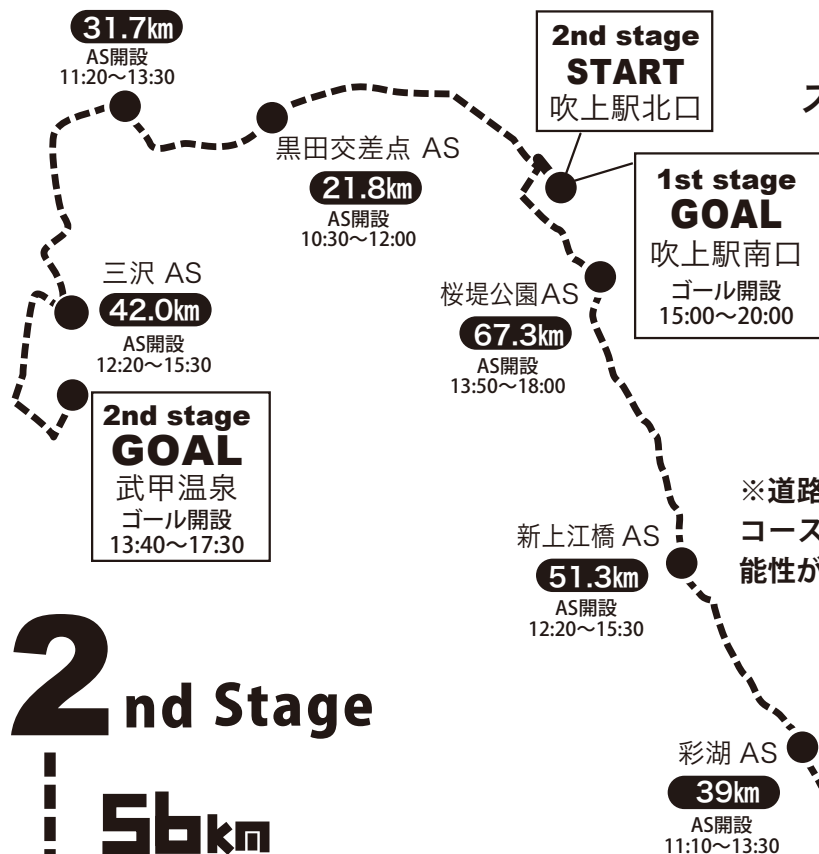 31.7km
AS開設
11:20〜13:30
2nd stage
START
吹上駅北口
黒田交差点 AS
21.8km
AS開設
10:30〜12:00
1st stage
GOAL
吹上駅南口
ゴール開設
15:00〜20:00
三沢 AS
42.0km
AS開設
12:20〜15:30
桜堤公園AS
67.3km
AS開設
13:50〜18:00
2nd stage
GOAL
武甲温泉
ゴール開設
13:40〜17:30
※道路
コース
能性が
新上江橋 AS
51.3km
AS開設
12:20〜15:30
2nd Stage
56km
彩湖 AS
39km
AS開設
11:10〜13:30